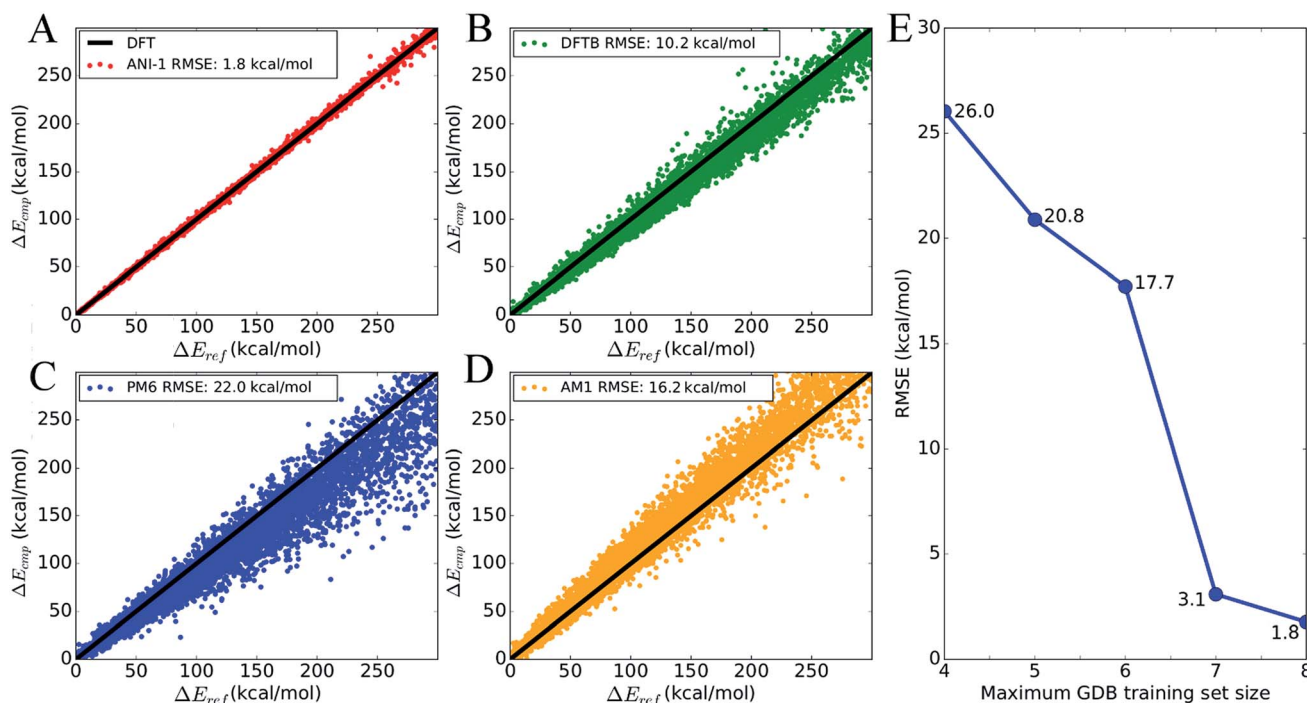 A
DFT
ANI-1 RMSE: 1.8 kcal/mol
300
250
200
150
100
50
0
ΔE_cmp (kcal/mol)
0 50 100 150 200 250
ΔE_ref (kcal/mol)
B
DFTB RMSE: 10.2 kcal/mol
300
250
200
150
100
50
0
ΔE_cmp (kcal/mol)
0 50 100 150 200 250
ΔE_ref (kcal/mol)
C
PM6 RMSE: 22.0 kcal/mol
250
200
150
100
50
0
ΔE_cmp (kcal/mol)
0 50 100 150 200 250
ΔE_ref (kcal/mol)
D
AM1 RMSE: 16.2 kcal/mol
250
200
150
100
50
0
ΔE_cmp (kcal/mol)
0 50 100 150 200 250
ΔE_ref (kcal/mol)
E
30
25
20
15
10
5
0
RMSE (kcal/mol)
26.0
20.8
17.7
3.1
1.8
4 5 6 7 8
Maximum GDB training set size